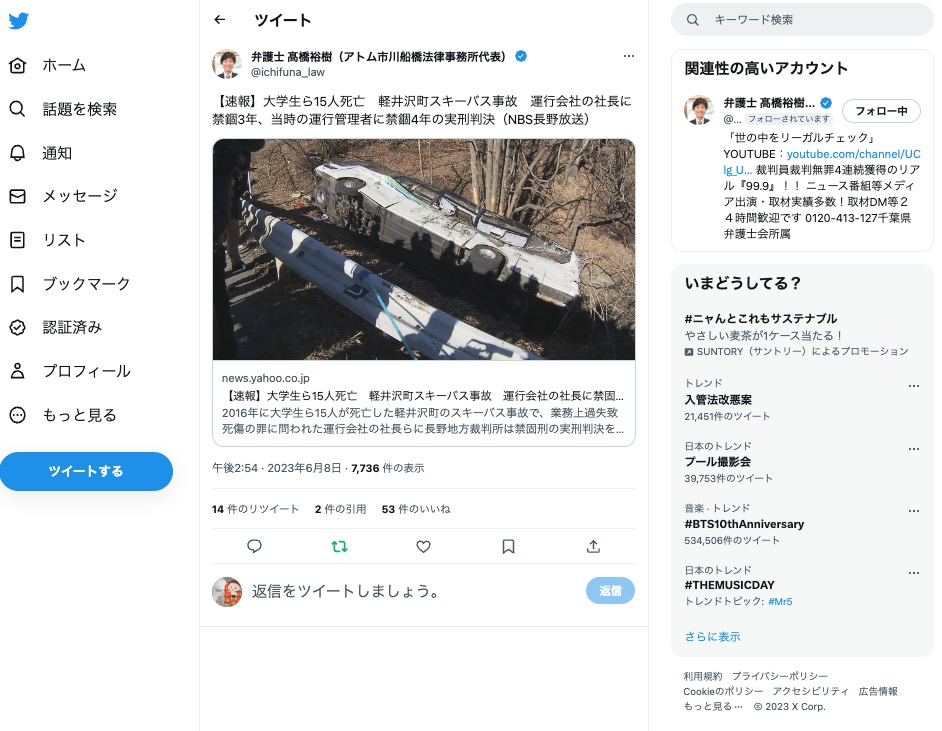 ホーム
話題を検索
通知
メッセージ
リスト
ブックマーク
認証済み
プロフィール
もっと見る
ツイートする
ツイート
弁護士 髙橋裕樹（アトム市川船橋法律事務所代表）
@ichifuna_law
【速報】大学生ら15人死亡　軽井沢町スキーバス事故　運行会社の社長に
禁錮3年、当時の運行管理者に禁錮4年の実刑判決（NBS長野放送）
news.yahoo.co.jp
【速報】大学生ら15人死亡　軽井沢町スキーバス事故　運行会社の社長に禁固...
2016年に大学生ら15人が死亡した軽井沢町のスキーバス事故で、業務上過失致
死傷の罪に問われた運行会社の社長らに長野地方裁判所は禁固刑の実刑判決を...
午後2:54 · 2023年6月8日 · 7,736 件の表示
14 件のリツイート　2 件の引用　53 件のいいね
返信をツイートしましょう。
返信
キーワード検索
関連性の高いアカウント
弁護士 髙橋裕樹...
フォロー中
@... フォローされています
「世の中をリーガルチェック」
YOUTUBE：youtube.com/channel/UC
lg_U... 裁判員裁判無罪4連続獲得のリア
ル『99.9』！！ ニュース番組等メディ
ア出演・取材実績多数！取材DM等２
４時間歓迎です 0120-413-127千葉県
弁護士会所属
いまどうしてる？
#ニャんとこれもサステナブル
やさしい麦茶が1ケース当たる！
SUNTORY（サントリー）によるプロモーション
トレンド
入管法改悪案
21,451件のツイート
日本のトレンド
プール撮影会
39,753件のツイート
音楽 · トレンド
#BTS10thAnniversary
534,506件のツイート
日本のトレンド
#THEMUSICDAY
トレンドトピック: #Mr5
さらに表示
利用規約　プライバシーポリシー
Cookieのポリシー　アクセシビリティ　広告情報
もっと見る ··· © 2023 X Corp.